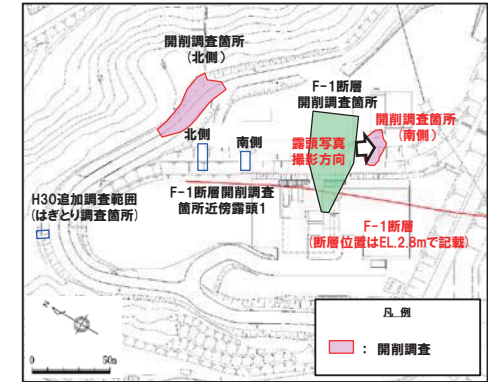 開削調査箇所
(北側)
F-1断層
開削調査箇所
開削調査箇所
(南側)
北側
南側
露頭写真
撮影方向
H30追加調査範囲
(はぎとり調査箇所)
F-1断層開削調査
箇所近傍露頭1
F-1断層
(断層位置はEL.2.8mで記載)
N
0
50m
凡 例
: 開削調査